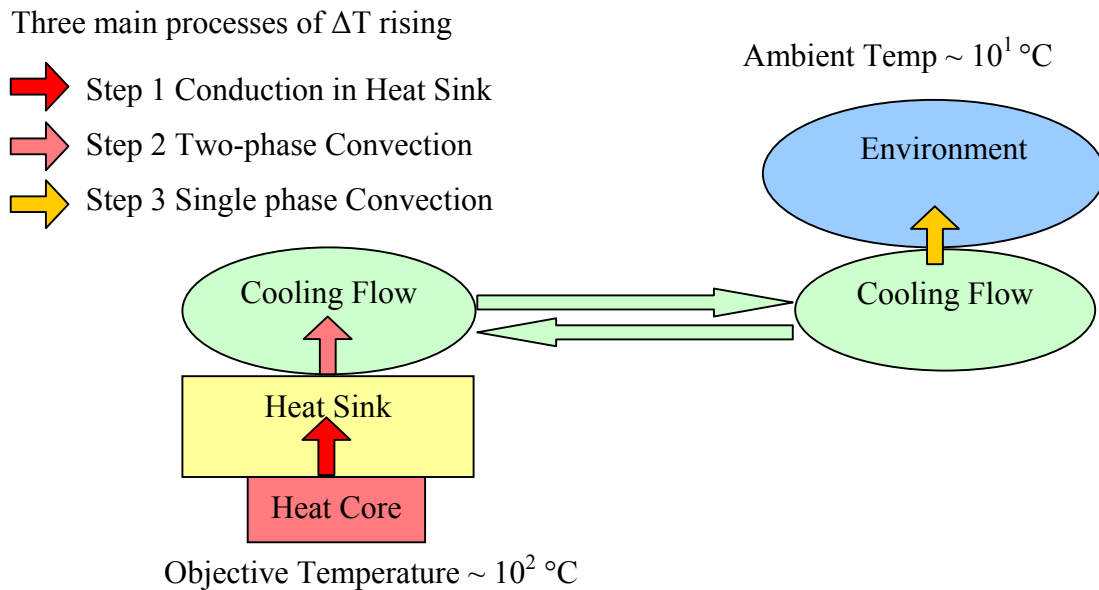 Three main processes of ΔT rising
Step 1 Conduction in Heat Sink
Step 2 Two-phase Convection
Step 3 Single phase Convection
Ambient Temp ~ 10¹ °C
Environment
Cooling Flow
Cooling Flow
Heat Sink
Heat Core
Objective Temperature ~ 10² °C